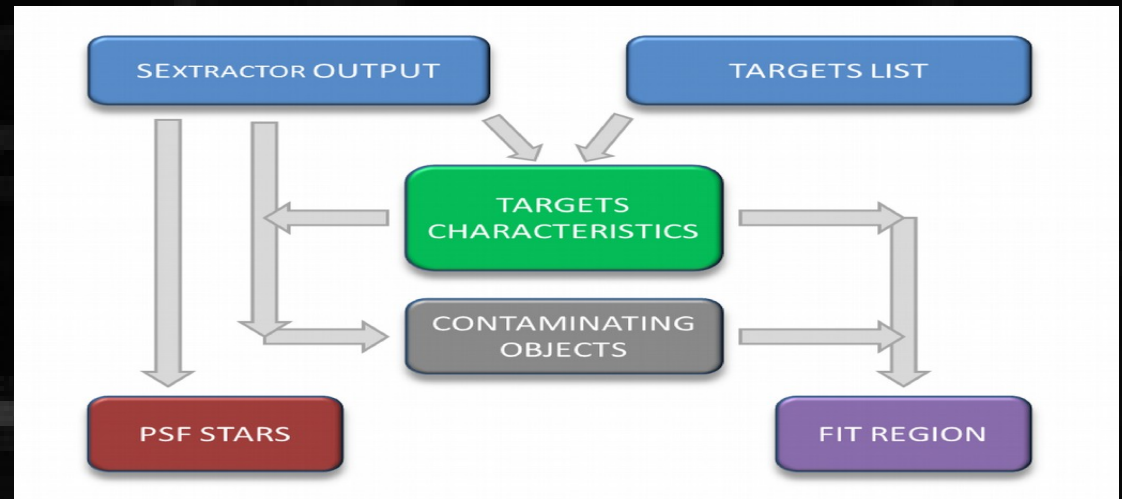 SEXTRACTOR OUTPUT
TARGETS LIST
TARGETS
CHARACTERISTICS
CONTAMINATING
OBJECTS
PSF STARS
FIT REGION